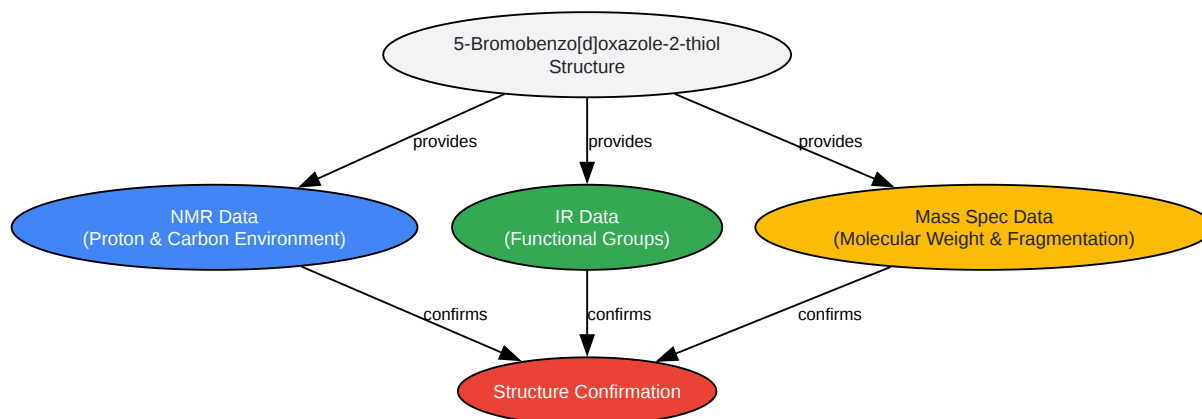 5-Bromobenzo[d]oxazole-2-thiol
Structure
provides
provides
provides
NMR Data
(Proton & Carbon Environment)
IR Data
(Functional Groups)
Mass Spec Data
(Molecular Weight & Fragmentation)
confirms
confirms
confirms
Structure Confirmation